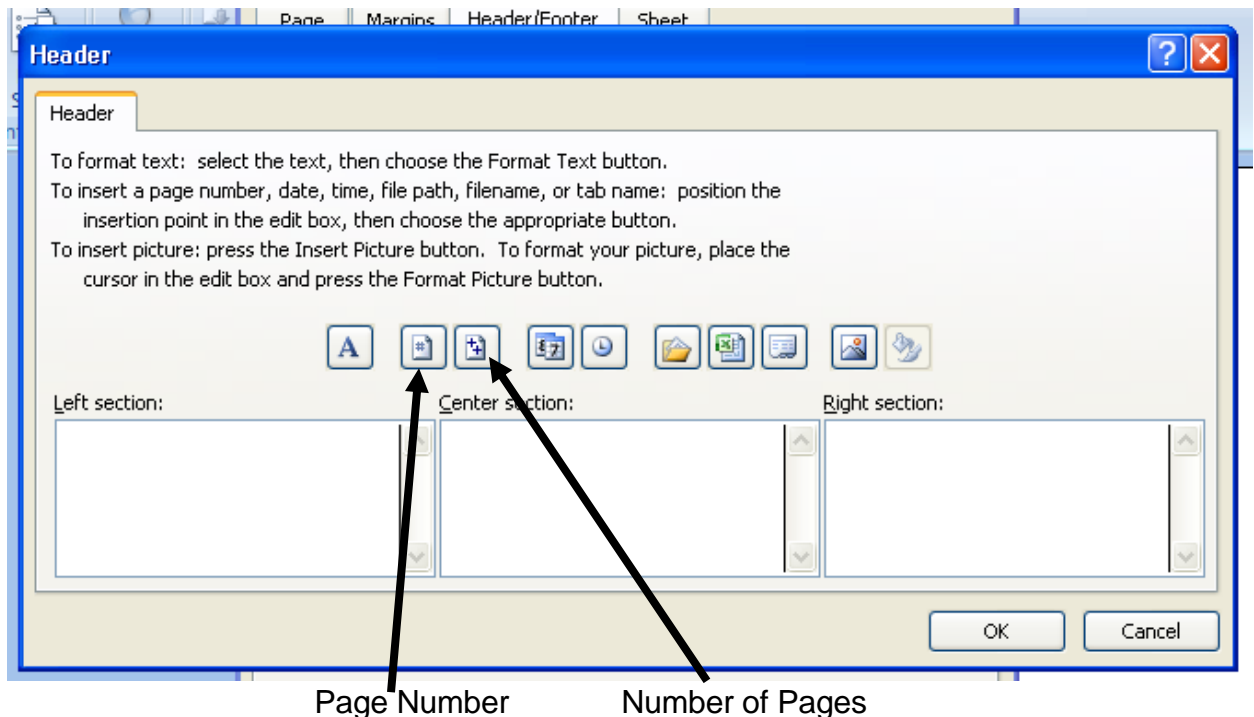 Page Margins Header/Footer Sheet
Header
Header
To format text: select the text, then choose the Format Text button.
To insert a page number, date, time, file path, filename, or tab name: position the
insertion point in the edit box, then choose the appropriate button.
To insert picture: press the Insert Picture button. To format your picture, place the
cursor in the edit box and press the Format Picture button.
A
Left section: Center section: Right section:
OK Cancel
Page Number Number of Pages